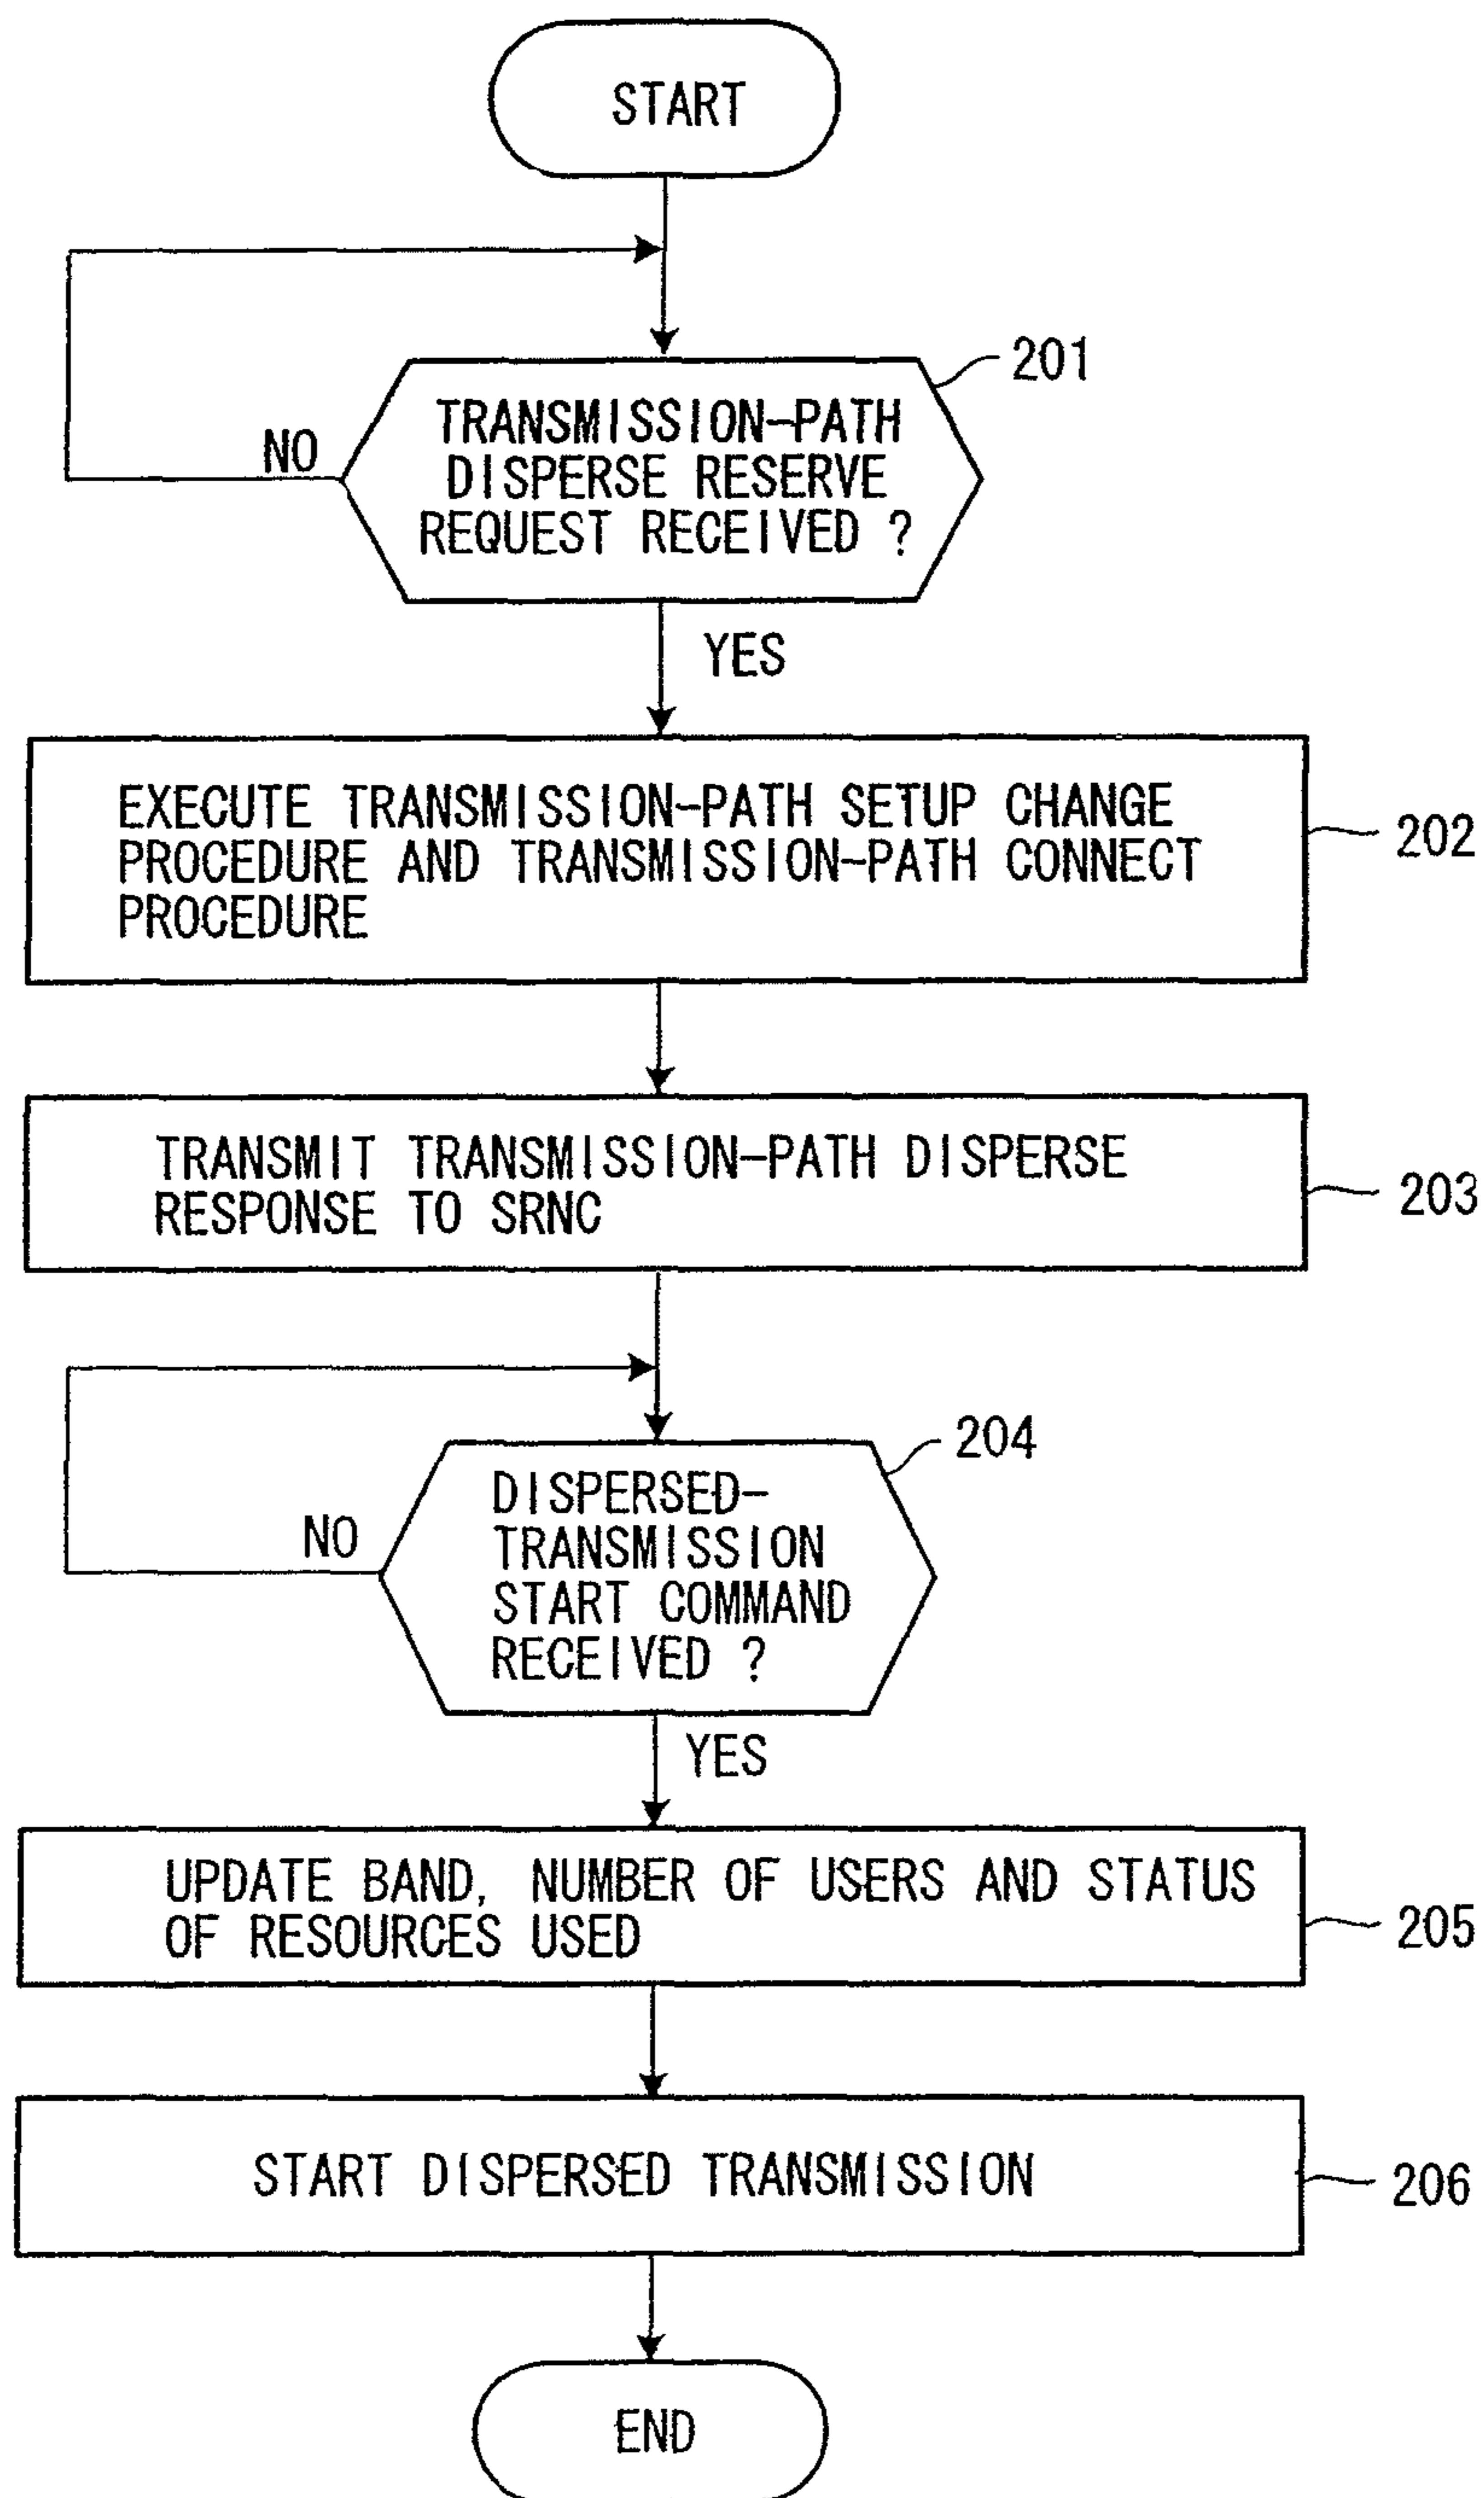 START
201
TRANSMISSION-PATH
DISPERSE RESERVE
REQUEST RECEIVED ?
NO
YES
EXECUTE TRANSMISSION-PATH SETUP CHANGE
PROCEDURE AND TRANSMISSION-PATH CONNECT
PROCEDURE
202
TRANSMIT TRANSMISSION-PATH DISPERSE
RESPONSE TO SRNC
203
204
DISPERSED-
TRANSMISSION
START COMMAND
RECEIVED ?
NO
YES
UPDATE BAND, NUMBER OF USERS AND STATUS
OF RESOURCES USED
205
START DISPERSED TRANSMISSION
206
END